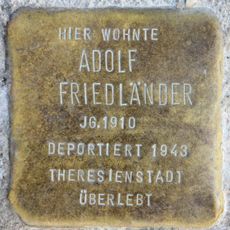 HIER WOHNTE
ADOLF
FRIEDLÄNDER
JG. 1910
DEPORTIERT 1943
THERESIENSTADT
ÜBERLEBT